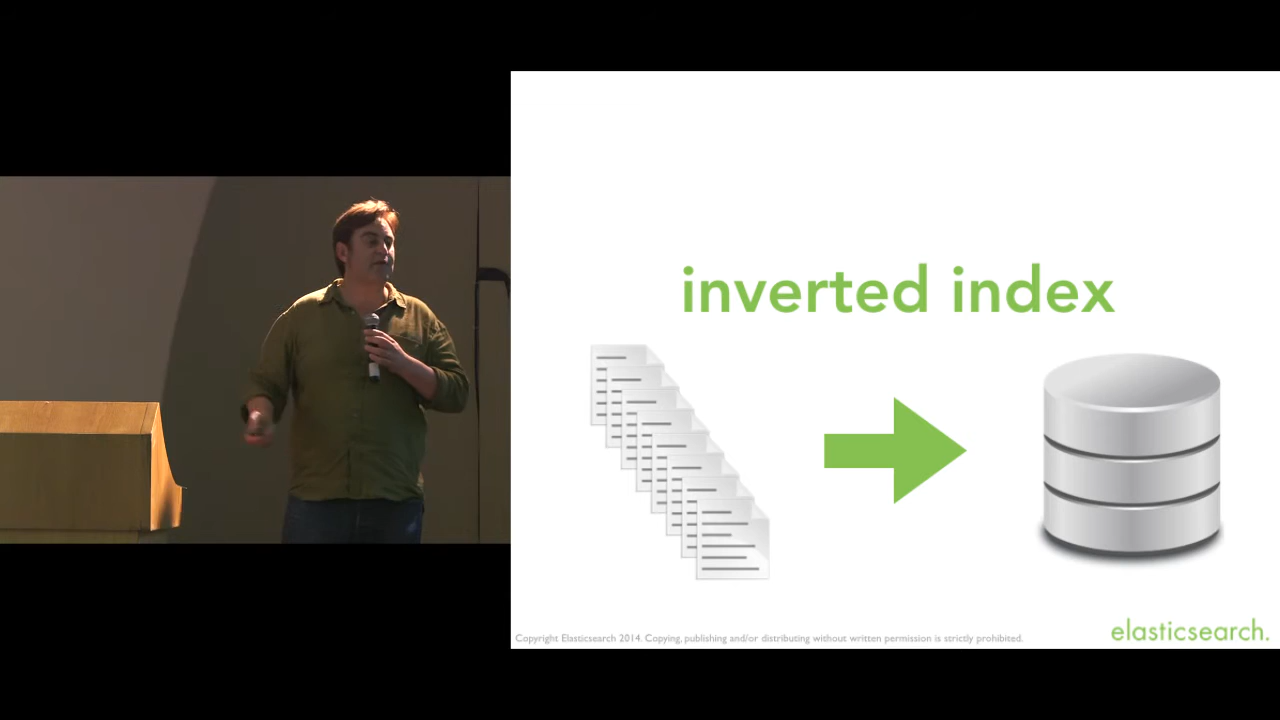 inverted index
Copyright Elasticsearch 2014. Copying, publishing and/or distributing without written permission is strictly prohibited.
elasticsearch.